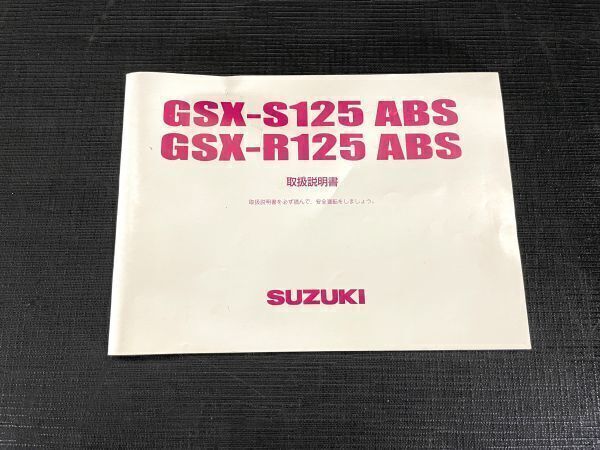 GSX-S125 ABS
GSX-R125 ABS
取扱説明書
取扱説明書を必ず読んで、安全運転をしましょう。
SUZUKI